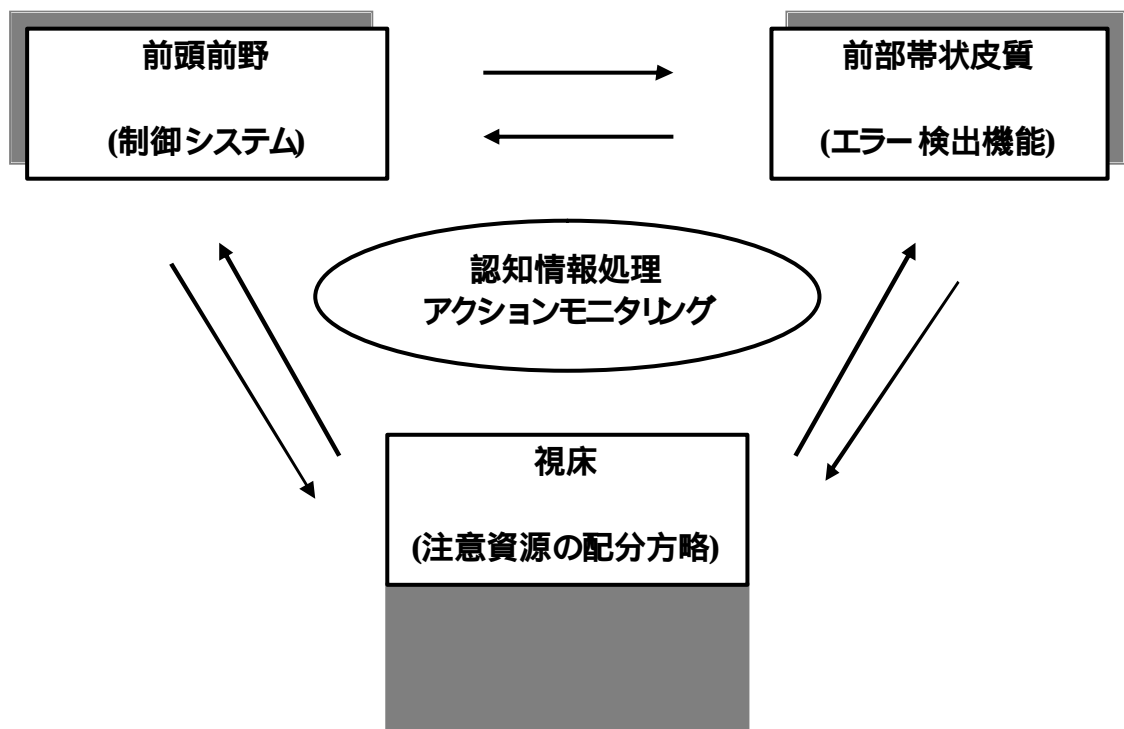 前頭前野
(制御システム)
前部帯状皮質
(エラー検出機能)
認知情報処理
アクションモニタリング
視床
(注意資源の配分方略)